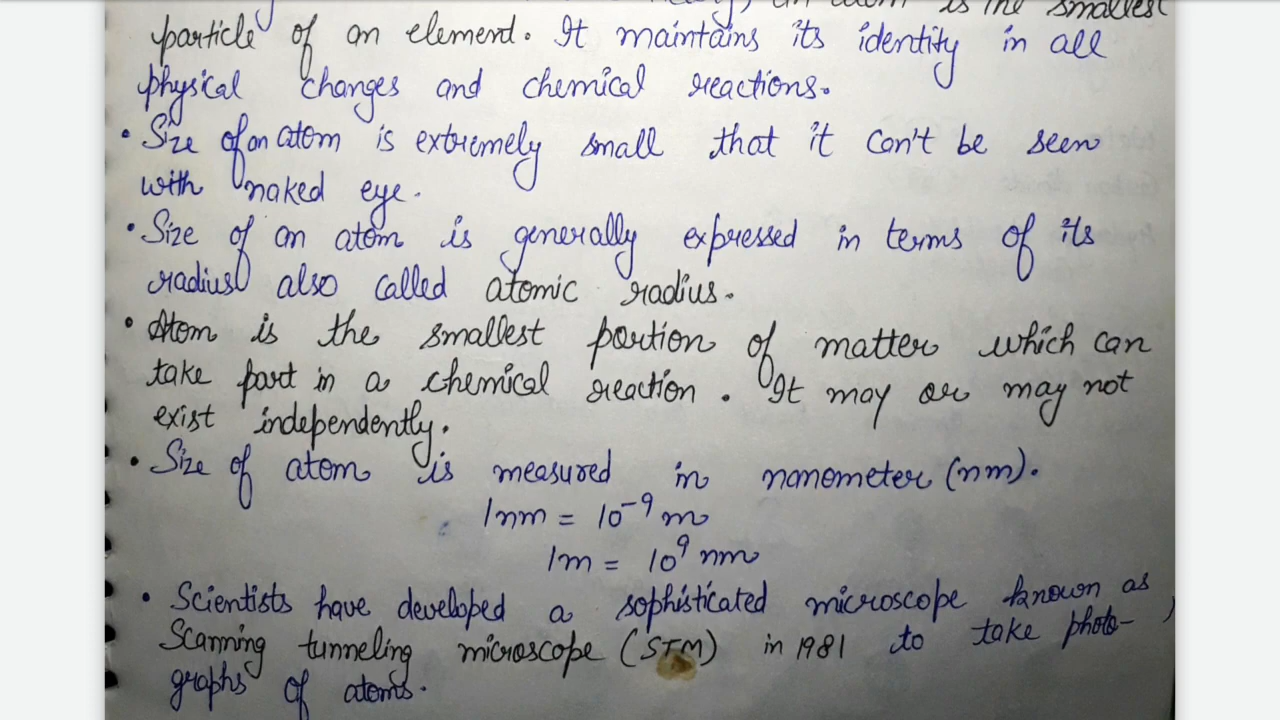 is the smallest
particle of an element. It maintains its identity in all
physical changes and chemical reactions.
• Size of an atom is extremely small that it can't be seen
with naked eye.
• Size of an atom is generally expressed in terms of its
radius also called atomic radius.
• Atom is the smallest portion of matter which can
take part in a chemical reaction. It may or may not
exist independently.
• Size of atom is measured in nanometer (nm).
1nm = 10⁻⁹ m
1m = 10⁹ nm
• Scientists have developed a sophisticated microscope known as
Scanning tunneling microscope (STM) in 1981 to take photo-
graphs of atoms.